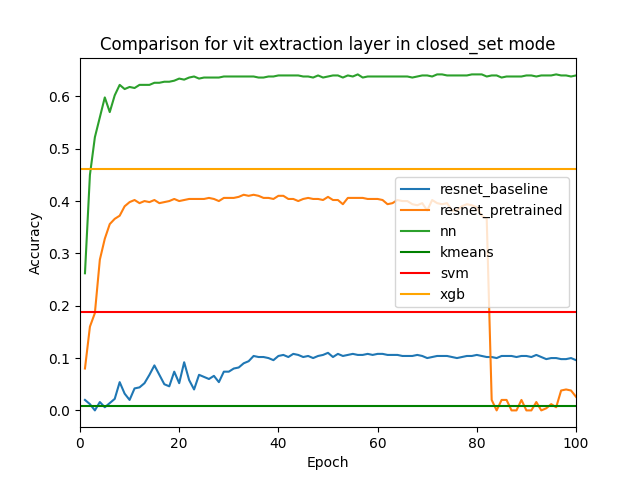 Comparison for vit extraction layer in closed_set mode
Accuracy
0.6
0.5
0.4
0.3
0.2
0.1
0.0
resnet_baseline
resnet_pretrained
nn
kmeans
svm
xgb
0 20 40 60 80 100
Epoch